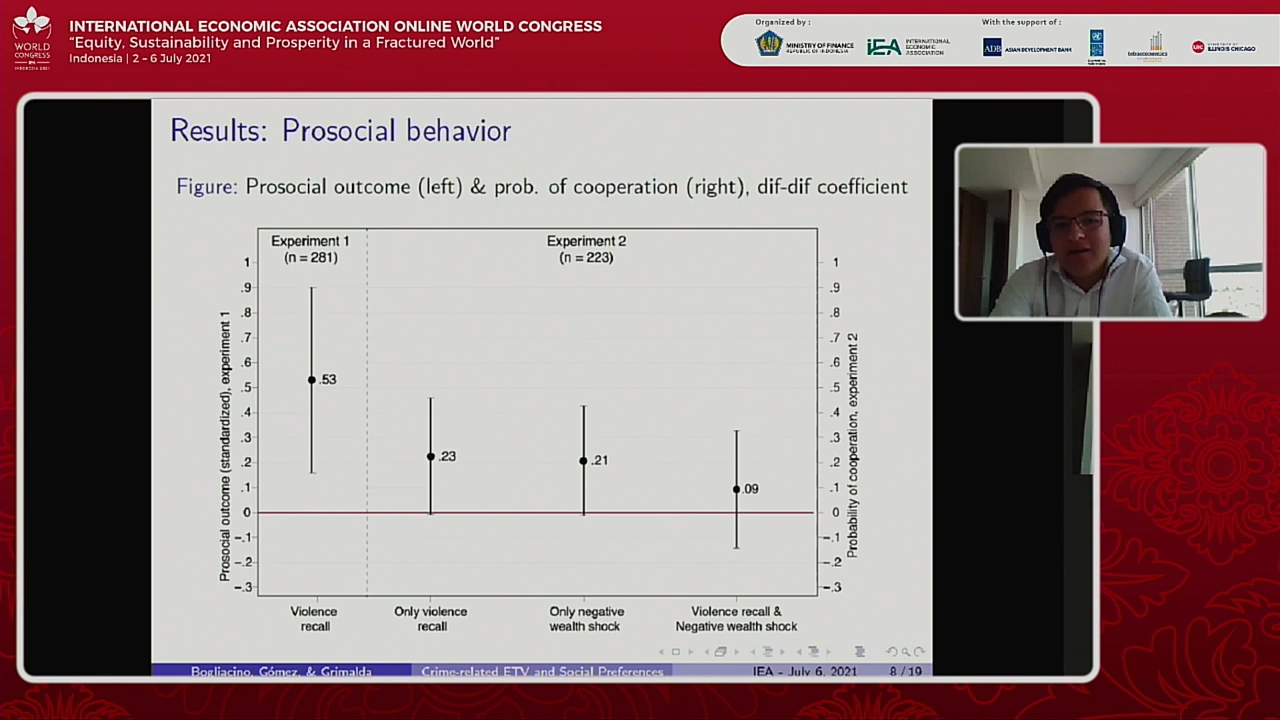 INTERNATIONAL ECONOMIC ASSOCIATION ONLINE WORLD CONGRESS
"Equity, Sustainability and Prosperity in a Fractured World"
Indonesia | 2 - 6 July 2021
WORLD
CONGRESS
Organized by :
MINISTRY OF FINANCE
REPUBLIC OF INDONESIA
iEA
INTERNATIONAL
ECONOMIC
ASSOCIATION
With the support of :
ADB
ASIAN DEVELOPMENT BANK
UIC
ILLINOIS CHICAGO
Results: Prosocial behavior
Figure: Prosocial outcome (left) & prob. of cooperation (right), dif-dif coefficient
Experiment 1
(n = 281)
Experiment 2
(n = 223)
Prosocial outcome (standardized), experiment 1
1
.9
.8
.7
.6
.5
.4
.3
.2
.1
0
-.1
-.2
-.3
.53
.23
.21
.09
1
.9
.8
.7
.6
.5
.4
.3
.2
.1
0
-.1
-.2
-.3
Probability of cooperation, experiment 2
Violence
recall
Only violence
recall
Only negative
wealth shock
Violence recall &
Negative wealth shock
Bogliacino, Gómez, & Grimalda
Crime-related ETV and Social Preferences
IEA - July 6, 2021
8 / 19